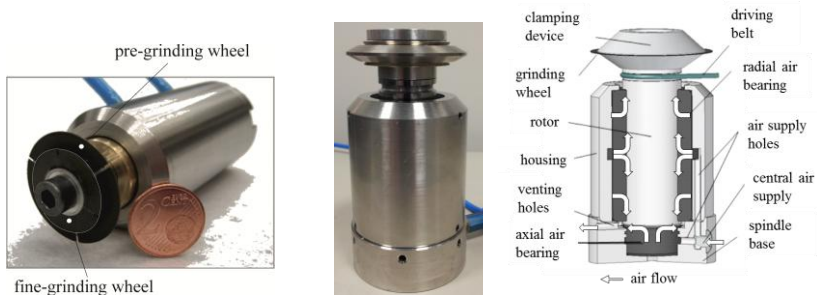 pre-grinding wheel
fine-grinding wheel
clamping
device
grinding
wheel
rotor
housing
venting
holes
axial air
bearing
driving
belt
radial air
bearing
air supply
holes
central air
supply
spindle
base
air flow